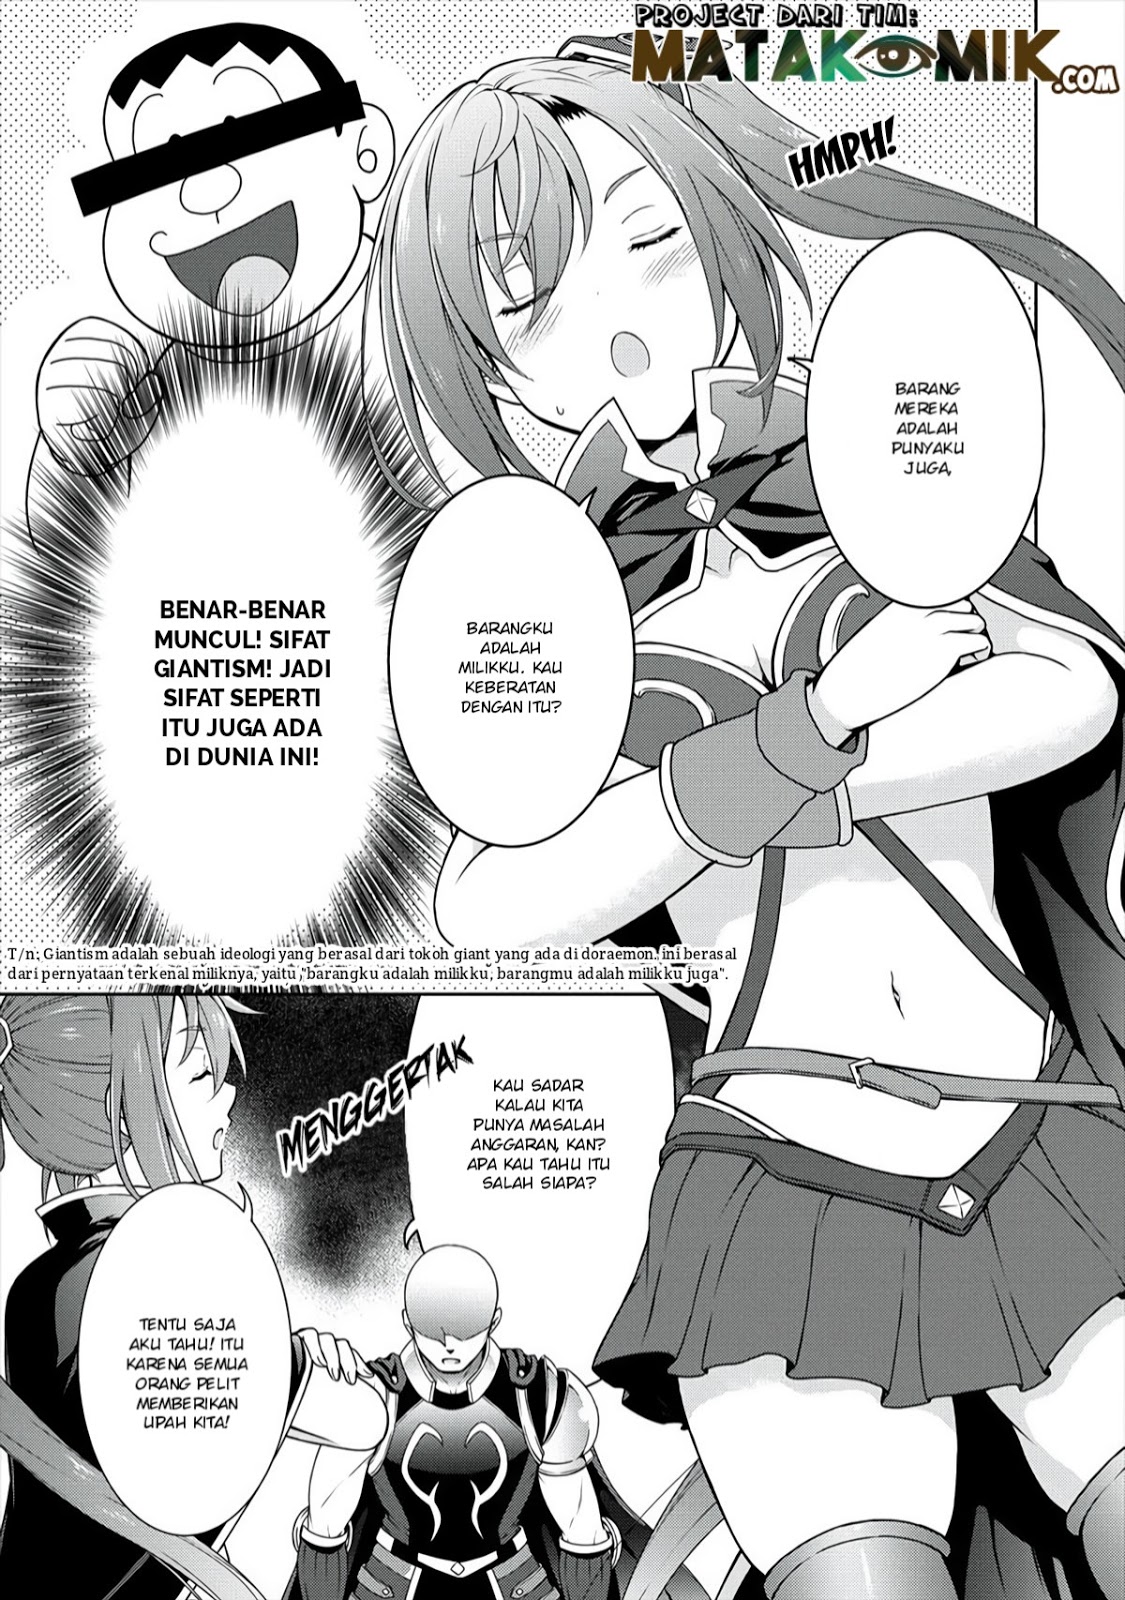 PROJECT DARI TIM:
MATAKOMIK.COM
HMPH!
BARANG
MEREKA
ADALAH
PUNYAKU
JUGA,
BARANGKU
ADALAH
MILIKKU. KAU
KEBERATAN
DENGAN ITU?
BENAR-BENAR
MUNCUL! SIFAT
GIANTISM! JADI
SIFAT SEPERTI
ITU JUGA ADA
DI DUNIA INI!
T/n: Giantism adalah sebuah ideologi yang berasal dari tokoh giant yang ada di doraemon. ini berasal
dari pernyataan terkenal miliknya, yaitu "barangku adalah milikku, barangmu adalah milikku juga".
KAU SADAR
KALAU KITA
PUNYA MASALAH
ANGGARAN, KAN?
APA KAU TAHU ITU
SALAH SIAPA?
MENGGERTAK
TENTU SAJA
AKU TAHU! ITU
KARENA SEMUA
ORANG PELIT
MEMBERIKAN
UPAH KITA!